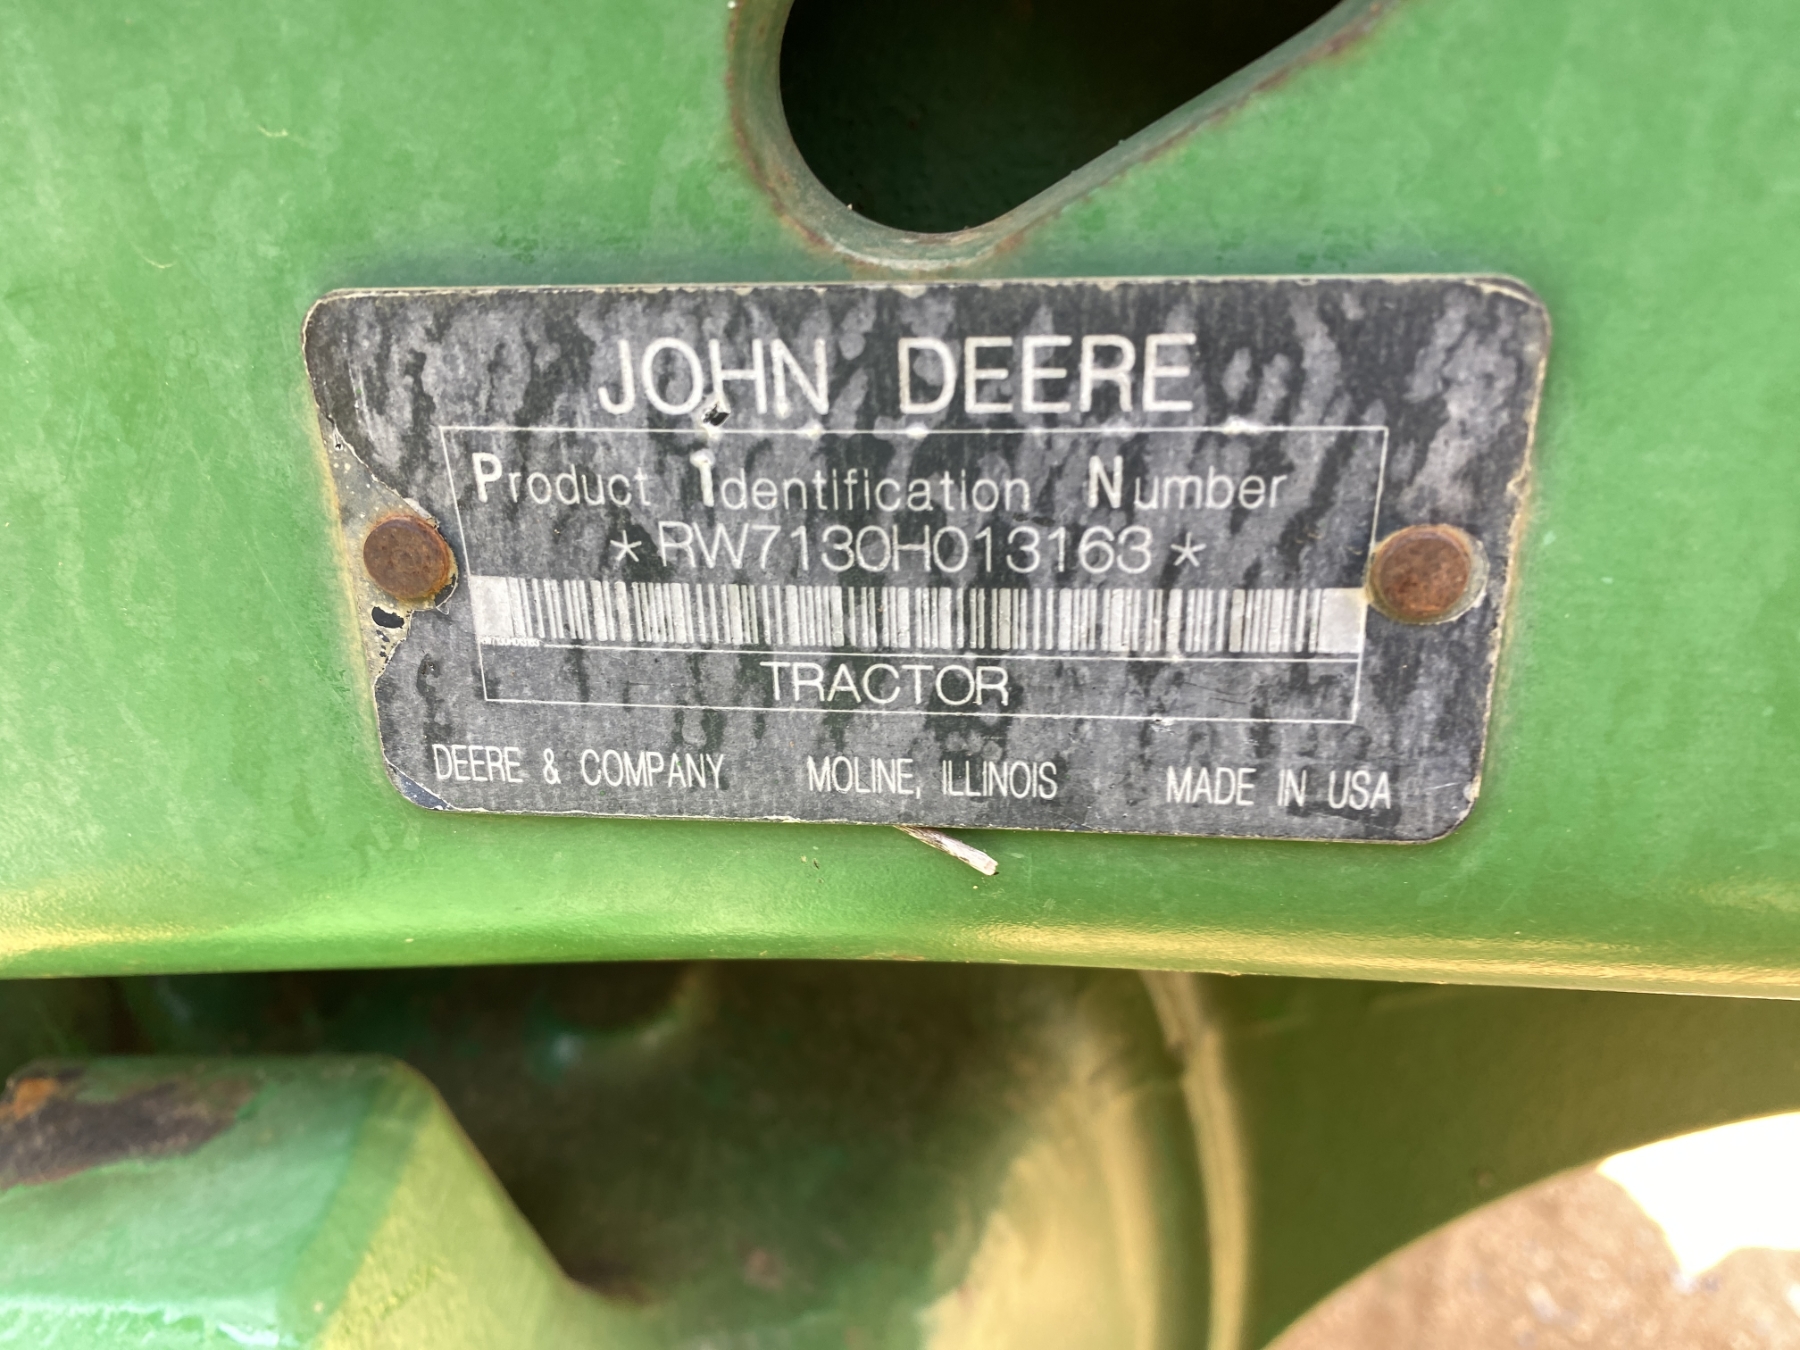 JOHN DEERE
Product Identification Number
*RW7130H013163*
TRACTOR
DEERE & COMPANY MOLINE, ILLINOIS MADE IN USA